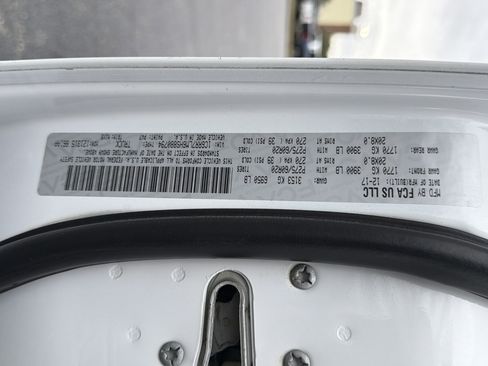 MFD BY FCA US LLC
DATE OF MFR(BUILT): 12-17 GVWR: 3153 KG 6950 LB
GAWR FRONT: 1770 KG 3900 LB WITH P275/60R20 TIRES
20X8.0 RIMS AT 270 KPA( 39 PSI) COLD
GAWR REAR: 1770 KG 3900 LB WITH P275/60R20 TIRES
20X8.0 RIMS AT 270 KPA( 39 PSI) COLD
THIS VEHICLE CONFORMS TO ALL APPLICABLE FEDERAL MOTOR VEHICLE SAFETY
STANDARDS IN EFFECT ON THE DATE OF MANUFACTURE SHOWN ABOVE.
TRUCK
VEHICLE MADE IN U.S.A. PAINT: PW7 TRIM: